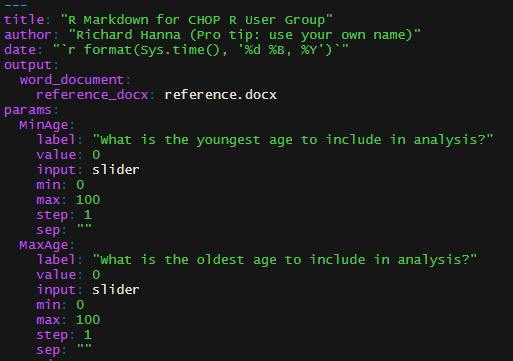 ---
title: "R Markdown for CHOP R User Group"
author: "Richard Hanna (Pro tip: use your own name)"
date: "`r format(Sys.time(), '%d %B, %Y')`"
output:
  word_document:
    reference_docx: reference.docx
params:
  MinAge:
    label: "What is the youngest age to include in analysis?"
    value: 0
    input: slider
    min: 0
    max: 100
    step: 1
    sep: ""
  MaxAge:
    label: "What is the oldest age to include in analysis?"
    value: 0
    input: slider
    min: 0
    max: 100
    step: 1
    sep: ""